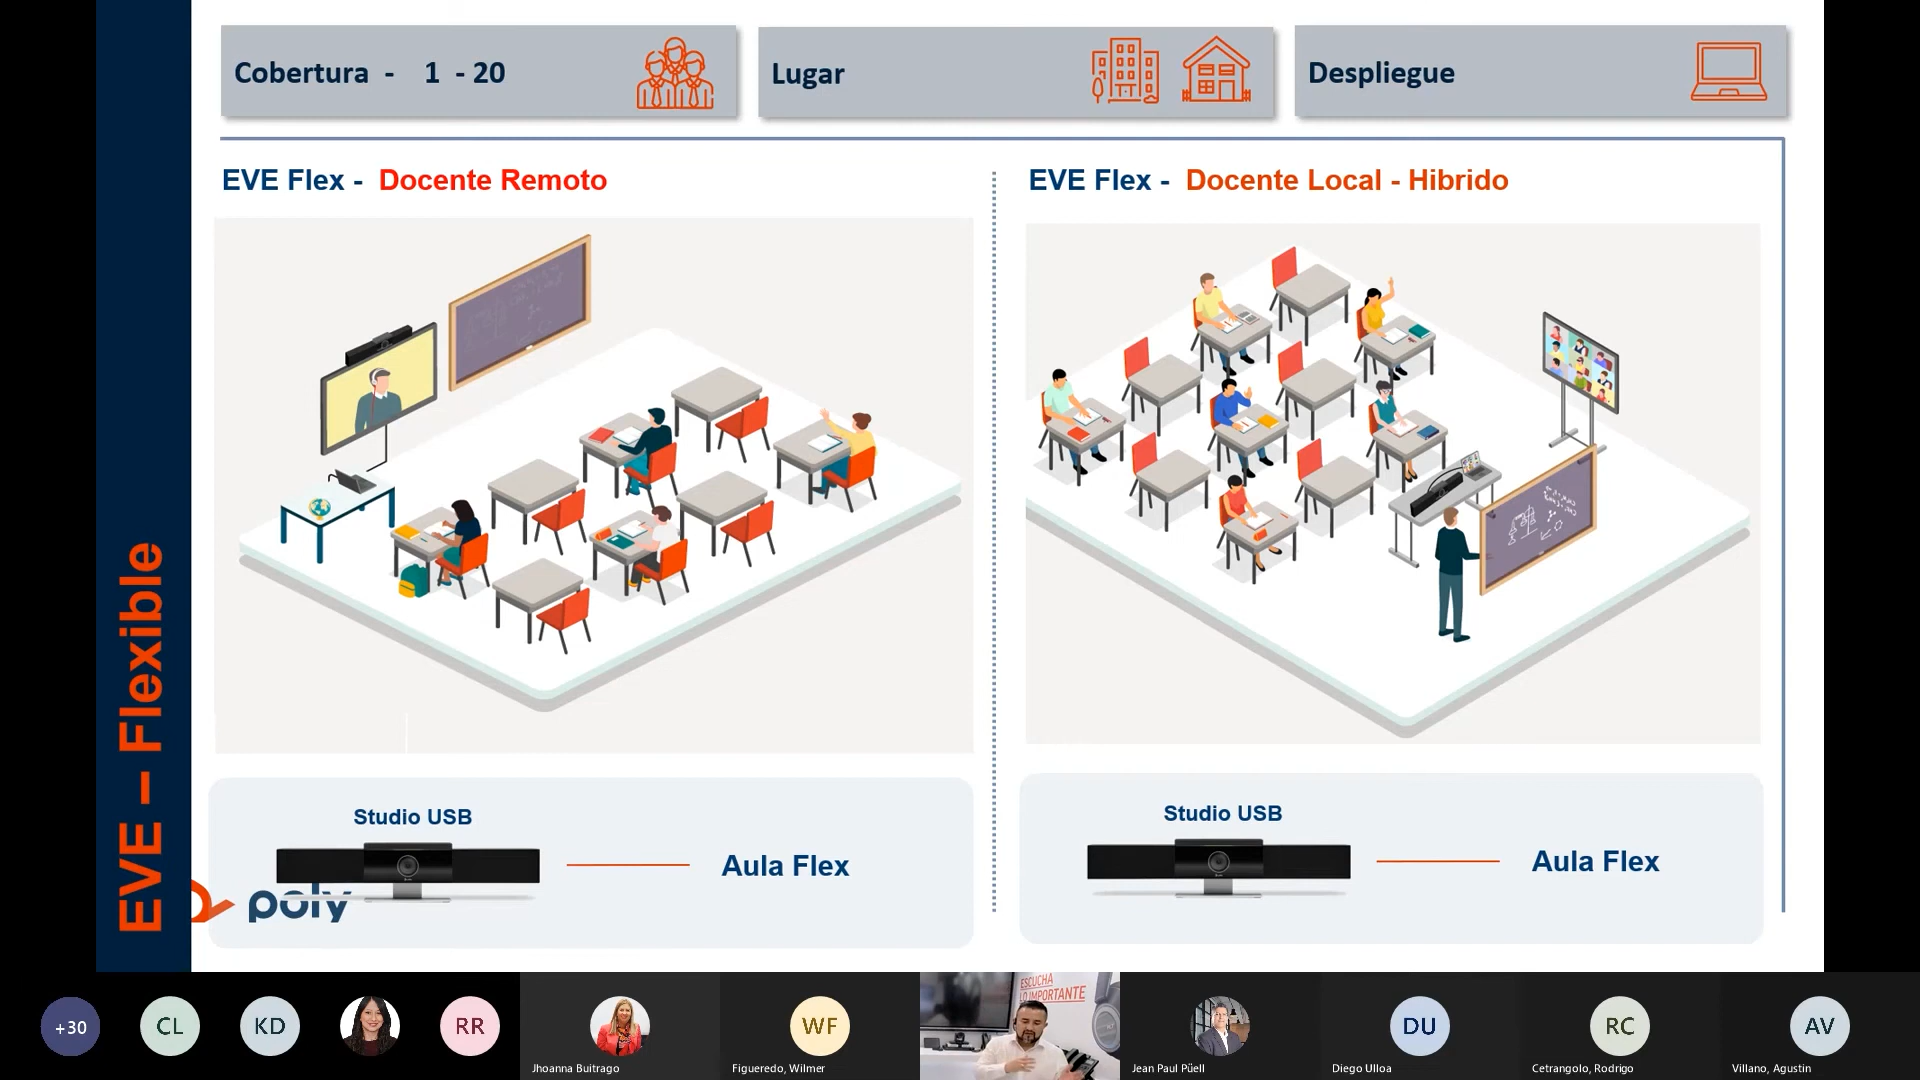 Cobertura - 1 - 20
Lugar
Despliegue
EVE Flex - Docente Remoto
EVE Flex - Docente Local - Hibrido
EVE – Flexible
Studio USB
Aula Flex
poly
Studio USB
Aula Flex
+30
CL
KD
RR
Jhoanna Buitrago
WF
Figueredo, Wilmer
ESCUCHA
LO IMPORTANTE
Jean Paul Püell
DU
Diego Ulloa
RC
Cetrangolo, Rodrigo
AV
Villano, Agustin